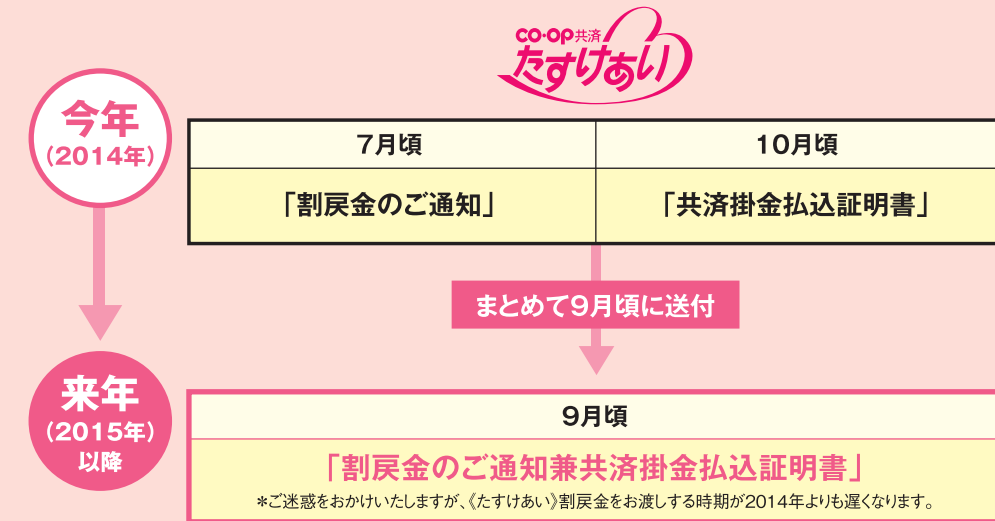 CO·OP共済
たすけあい
今年
(2014年)
7月頃
10月頃
「割戻金のご通知」
「共済掛金払込証明書」
まとめて9月頃に送付
来年
(2015年)
以降
9月頃
「割戻金のご通知兼共済掛金払込証明書」
＊ご迷惑をおかけいたしますが、《たすけあい》割戻金をお渡しする時期が2014年よりも遅くなります。